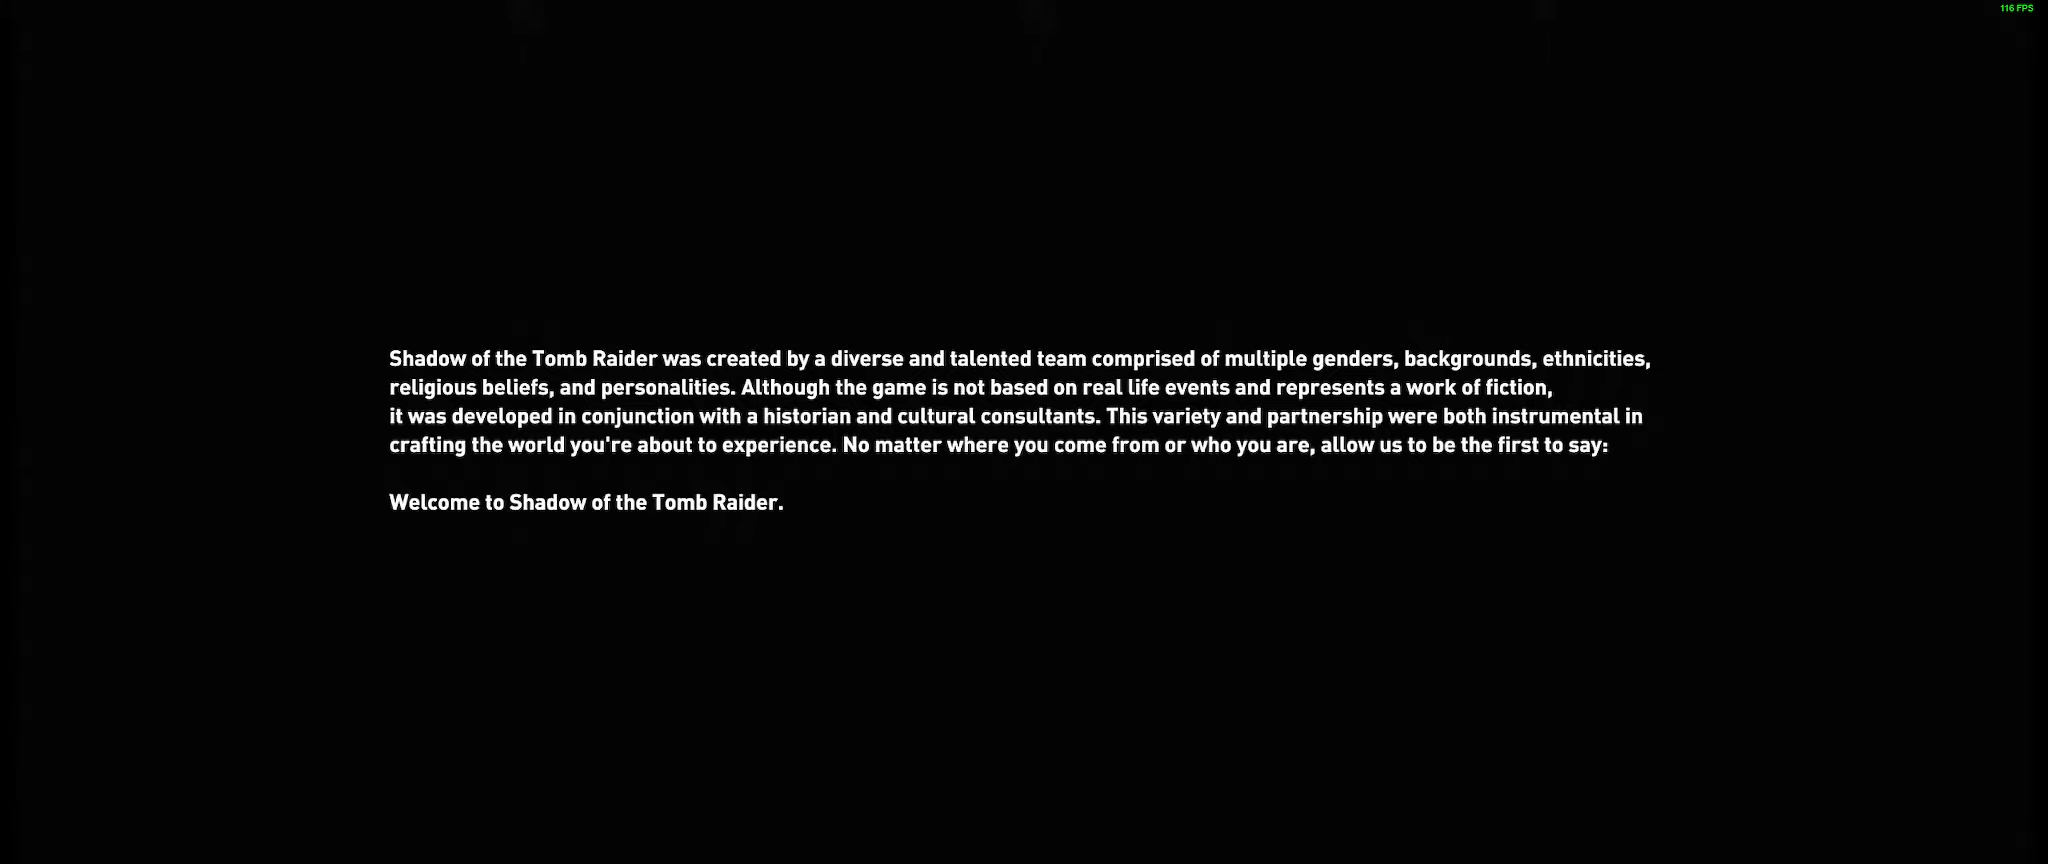 116 FPS
Shadow of the Tomb Raider was created by a diverse and talented team comprised of multiple genders, backgrounds, ethnicities,
religious beliefs, and personalities. Although the game is not based on real life events and represents a work of fiction,
it was developed in conjunction with a historian and cultural consultants. This variety and partnership were both instrumental in
crafting the world you're about to experience. No matter where you come from or who you are, allow us to be the first to say:
Welcome to Shadow of the Tomb Raider.